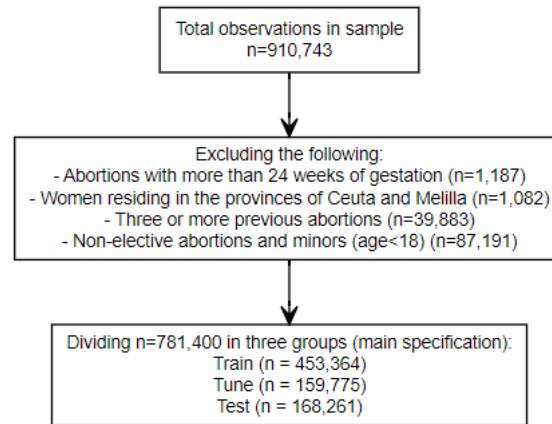 Total observations in sample
n=910,743
Excluding the following:
- Abortions with more than 24 weeks of gestation (n=1,187)
- Women residing in the provinces of Ceuta and Melilla (n=1,082)
- Three or more previous abortions (n=39,883)
- Non-elective abortions and minors (age<18) (n=87,191)
Dividing n=781,400 in three groups (main specification):
Train (n = 453,364)
Tune (n = 159,775)
Test (n = 168,261)